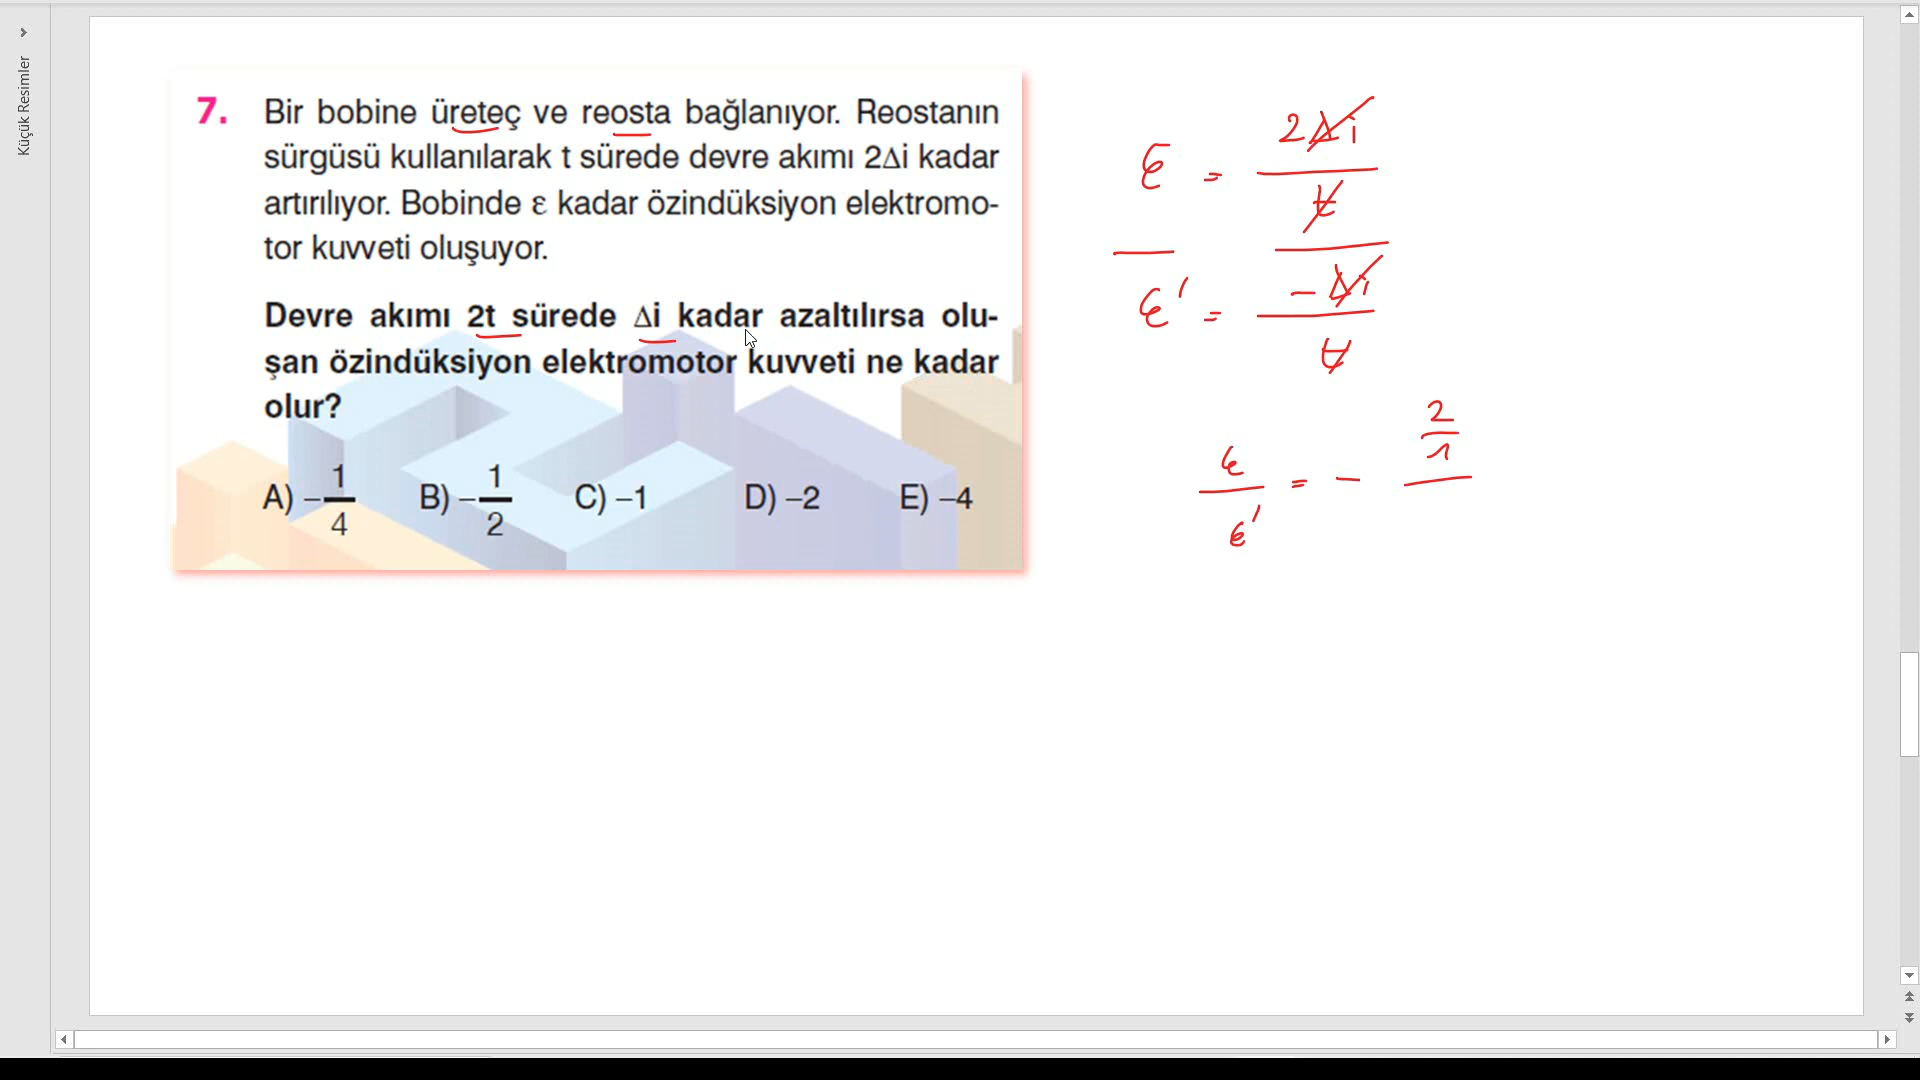 Küçük Resimler
7. Bir bobine üreteç ve reosta bağlanıyor. Reostanın
sürgüsü kullanılarak t sürede devre akımı 2Δi kadar
artırılıyor. Bobinde ε kadar özindüksiyon elektromo-
tor kuvveti oluşuyor.
Devre akımı 2t sürede Δi kadar azaltılırsa olu-
şan özindüksiyon elektromotor kuvveti ne kadar
olur?
A) −1/4 B) −1/2 C) −1 D) −2 E) −4
ε = 2Δi / t
ε' = −Δi / t
ε / ε' = − 2/1